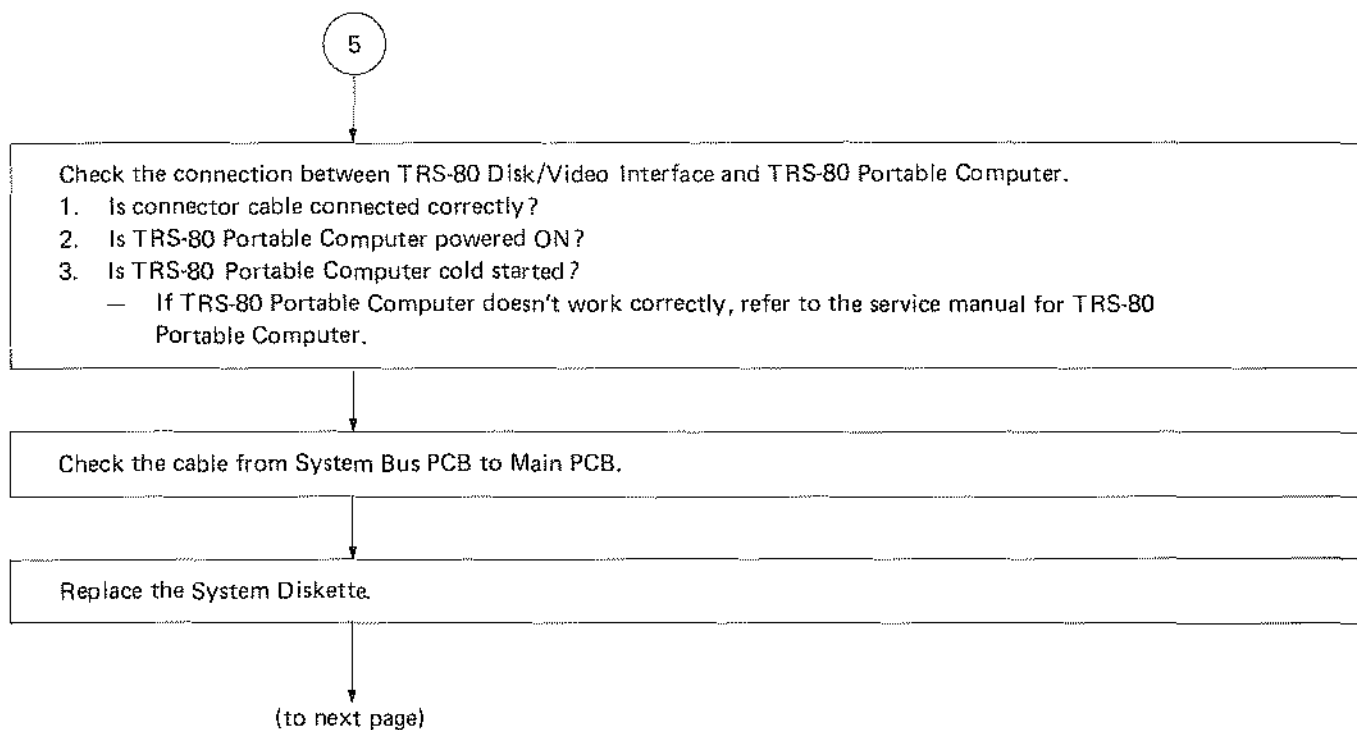 5
Check the connection between TRS-80 Disk/Video Interface and TRS-80 Portable Computer.
1. Is connector cable connected correctly?
2. Is TRS-80 Portable Computer powered ON?
3. Is TRS-80 Portable Computer cold started?
— If TRS-80 Portable Computer doesn't work correctly, refer to the service manual for TRS-80
Portable Computer.
Check the cable from System Bus PCB to Main PCB.
Replace the System Diskette.
(to next page)